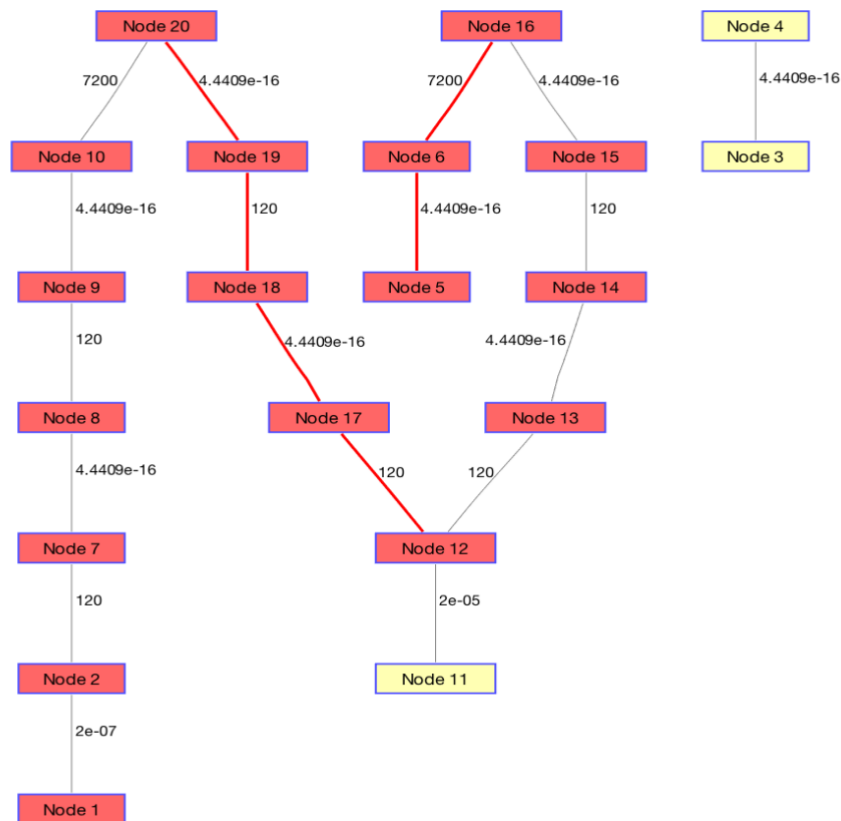 Node 20
Node 16
Node 4
7200
4.4409e-16
7200
4.4409e-16
4.4409e-16
Node 10
Node 19
Node 6
Node 15
Node 3
4.4409e-16
120
4.4409e-16
120
Node 9
Node 18
Node 5
Node 14
120
4.4409e-16
4.4409e-16
Node 8
Node 17
Node 13
4.4409e-16
120
120
Node 7
Node 12
120
2e-05
Node 2
Node 11
2e-07
Node 1